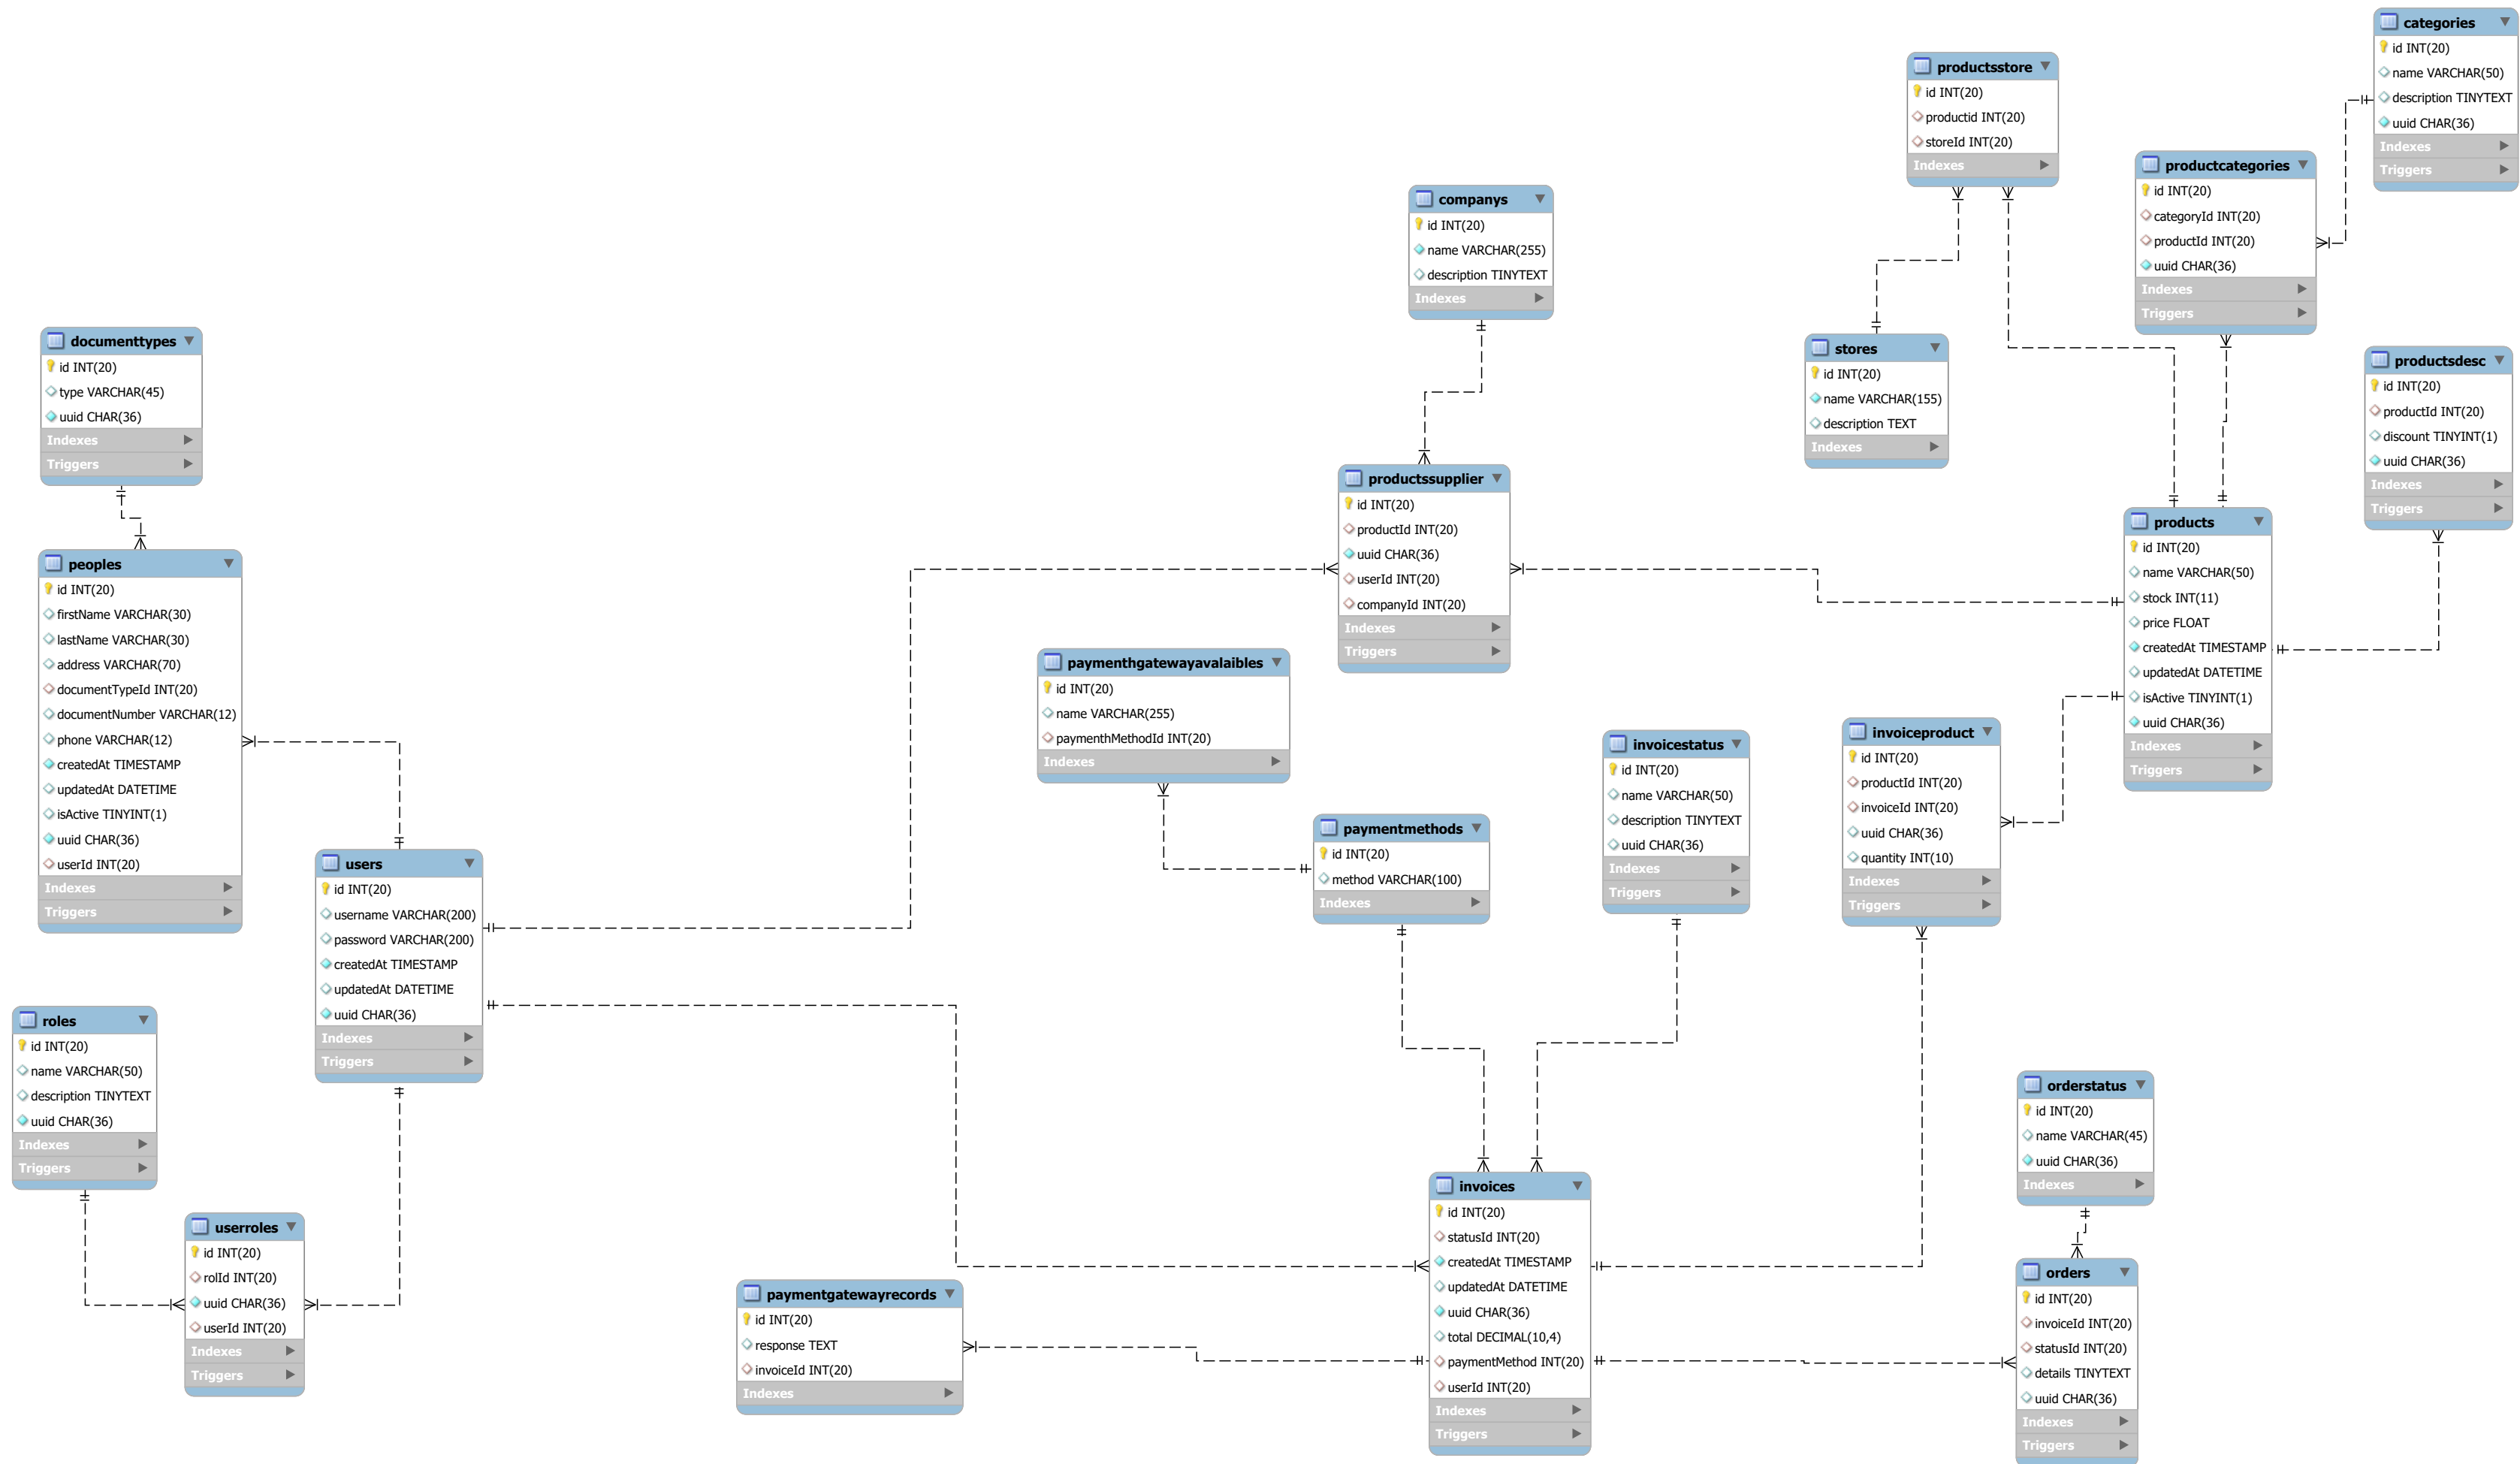 categories
id INT(20)
name VARCHAR(50)
description TINYTEXT
uuid CHAR(36)
Indexes
Triggers
productsstore
id INT(20)
productid INT(20)
storeId INT(20)
Indexes
productcategories
id INT(20)
categoryId INT(20)
productId INT(20)
uuid CHAR(36)
Indexes
Triggers
companys
id INT(20)
name VARCHAR(255)
description TINYTEXT
Indexes
documenttypes
id INT(20)
type VARCHAR(45)
uuid CHAR(36)
Indexes
Triggers
stores
id INT(20)
name VARCHAR(155)
description TEXT
Indexes
productsdesc
id INT(20)
productId INT(20)
discount TINYINT(1)
uuid CHAR(36)
Indexes
Triggers
productssupplier
id INT(20)
productId INT(20)
uuid CHAR(36)
userId INT(20)
companyId INT(20)
Indexes
Triggers
products
id INT(20)
name VARCHAR(50)
stock INT(11)
price FLOAT
createdAt TIMESTAMP
updatedAt DATETIME
isActive TINYINT(1)
uuid CHAR(36)
Indexes
Triggers
peoples
id INT(20)
firstName VARCHAR(30)
lastName VARCHAR(30)
address VARCHAR(70)
documentTypeId INT(20)
documentNumber VARCHAR(12)
phone VARCHAR(12)
createdAt TIMESTAMP
updatedAt DATETIME
isActive TINYINT(1)
uuid CHAR(36)
userId INT(20)
Indexes
Triggers
paymenthgatewayavalaibles
id INT(20)
name VARCHAR(255)
paymenthMethodId INT(20)
Indexes
invoiceproduct
id INT(20)
productId INT(20)
invoiceId INT(20)
uuid CHAR(36)
quantity INT(10)
Indexes
Triggers
invoicestatus
id INT(20)
name VARCHAR(50)
description TINYTEXT
uuid CHAR(36)
Indexes
Triggers
paymentmethods
id INT(20)
method VARCHAR(100)
Indexes
users
id INT(20)
username VARCHAR(200)
password VARCHAR(200)
createdAt TIMESTAMP
updatedAt DATETIME
uuid CHAR(36)
Indexes
Triggers
roles
id INT(20)
name VARCHAR(50)
description TINYTEXT
uuid CHAR(36)
Indexes
Triggers
orderstatus
id INT(20)
name VARCHAR(45)
uuid CHAR(36)
Indexes
invoices
id INT(20)
statusId INT(20)
createdAt TIMESTAMP
updatedAt DATETIME
uuid CHAR(36)
total DECIMAL(10,4)
paymentMethod INT(20)
userId INT(20)
Indexes
Triggers
userroles
id INT(20)
rolId INT(20)
uuid CHAR(36)
userId INT(20)
Indexes
Triggers
orders
id INT(20)
invoiceId INT(20)
statusId INT(20)
details TINYTEXT
uuid CHAR(36)
Indexes
Triggers
paymentgatewayrecords
id INT(20)
response TEXT
invoiceId INT(20)
Indexes